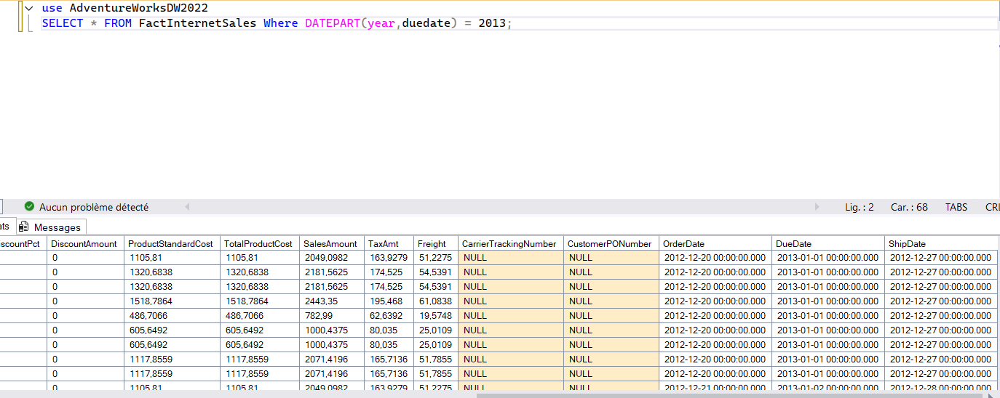 use AdventureWorksDW2022
SELECT * FROM FactInternetSales Where DATEPART(year,duedate) = 2013;
Aucun problème détecté Lig. : 2 Car. : 68 TABS
Messages
DiscountAmount ProductStandardCost TotalProductCost SalesAmount TaxAmt Freight CarrierTrackingNumber CustomerPONumber OrderDate DueDate ShipDate
0 1105,81 1105,81 2049,0982 163,9279 51,2275 NULL NULL 2012-12-20 00:00:00.000 2013-01-01 00:00:00.000 2012-12-27 00:00:00.000
0 1320,6838 1320,6838 2181,5625 174,525 54,5391 NULL NULL 2012-12-20 00:00:00.000 2013-01-01 00:00:00.000 2012-12-27 00:00:00.000
0 1320,6838 1320,6838 2181,5625 174,525 54,5391 NULL NULL 2012-12-20 00:00:00.000 2013-01-01 00:00:00.000 2012-12-27 00:00:00.000
0 1518,7864 1518,7864 2443,35 195,468 61,0838 NULL NULL 2012-12-20 00:00:00.000 2013-01-01 00:00:00.000 2012-12-27 00:00:00.000
0 486,7066 486,7066 782,99 62,6392 19,5748 NULL NULL 2012-12-20 00:00:00.000 2013-01-01 00:00:00.000 2012-12-27 00:00:00.000
0 605,6492 605,6492 1000,4375 80,035 25,0109 NULL NULL 2012-12-20 00:00:00.000 2013-01-01 00:00:00.000 2012-12-27 00:00:00.000
0 605,6492 605,6492 1000,4375 80,035 25,0109 NULL NULL 2012-12-20 00:00:00.000 2013-01-01 00:00:00.000 2012-12-27 00:00:00.000
0 1117,8559 1117,8559 2071,4196 165,7136 51,7855 NULL NULL 2012-12-20 00:00:00.000 2013-01-01 00:00:00.000 2012-12-27 00:00:00.000
0 1117,8559 1117,8559 2071,4196 165,7136 51,7855 NULL NULL 2012-12-20 00:00:00.000 2013-01-01 00:00:00.000 2012-12-27 00:00:00.000
0 1105,81 1105,81 2049,0982 163,9279 51,2275 NULL NULL 2012-12-21 00:00:00.000 2013-01-02 00:00:00.000 2012-12-28 00:00:00.000